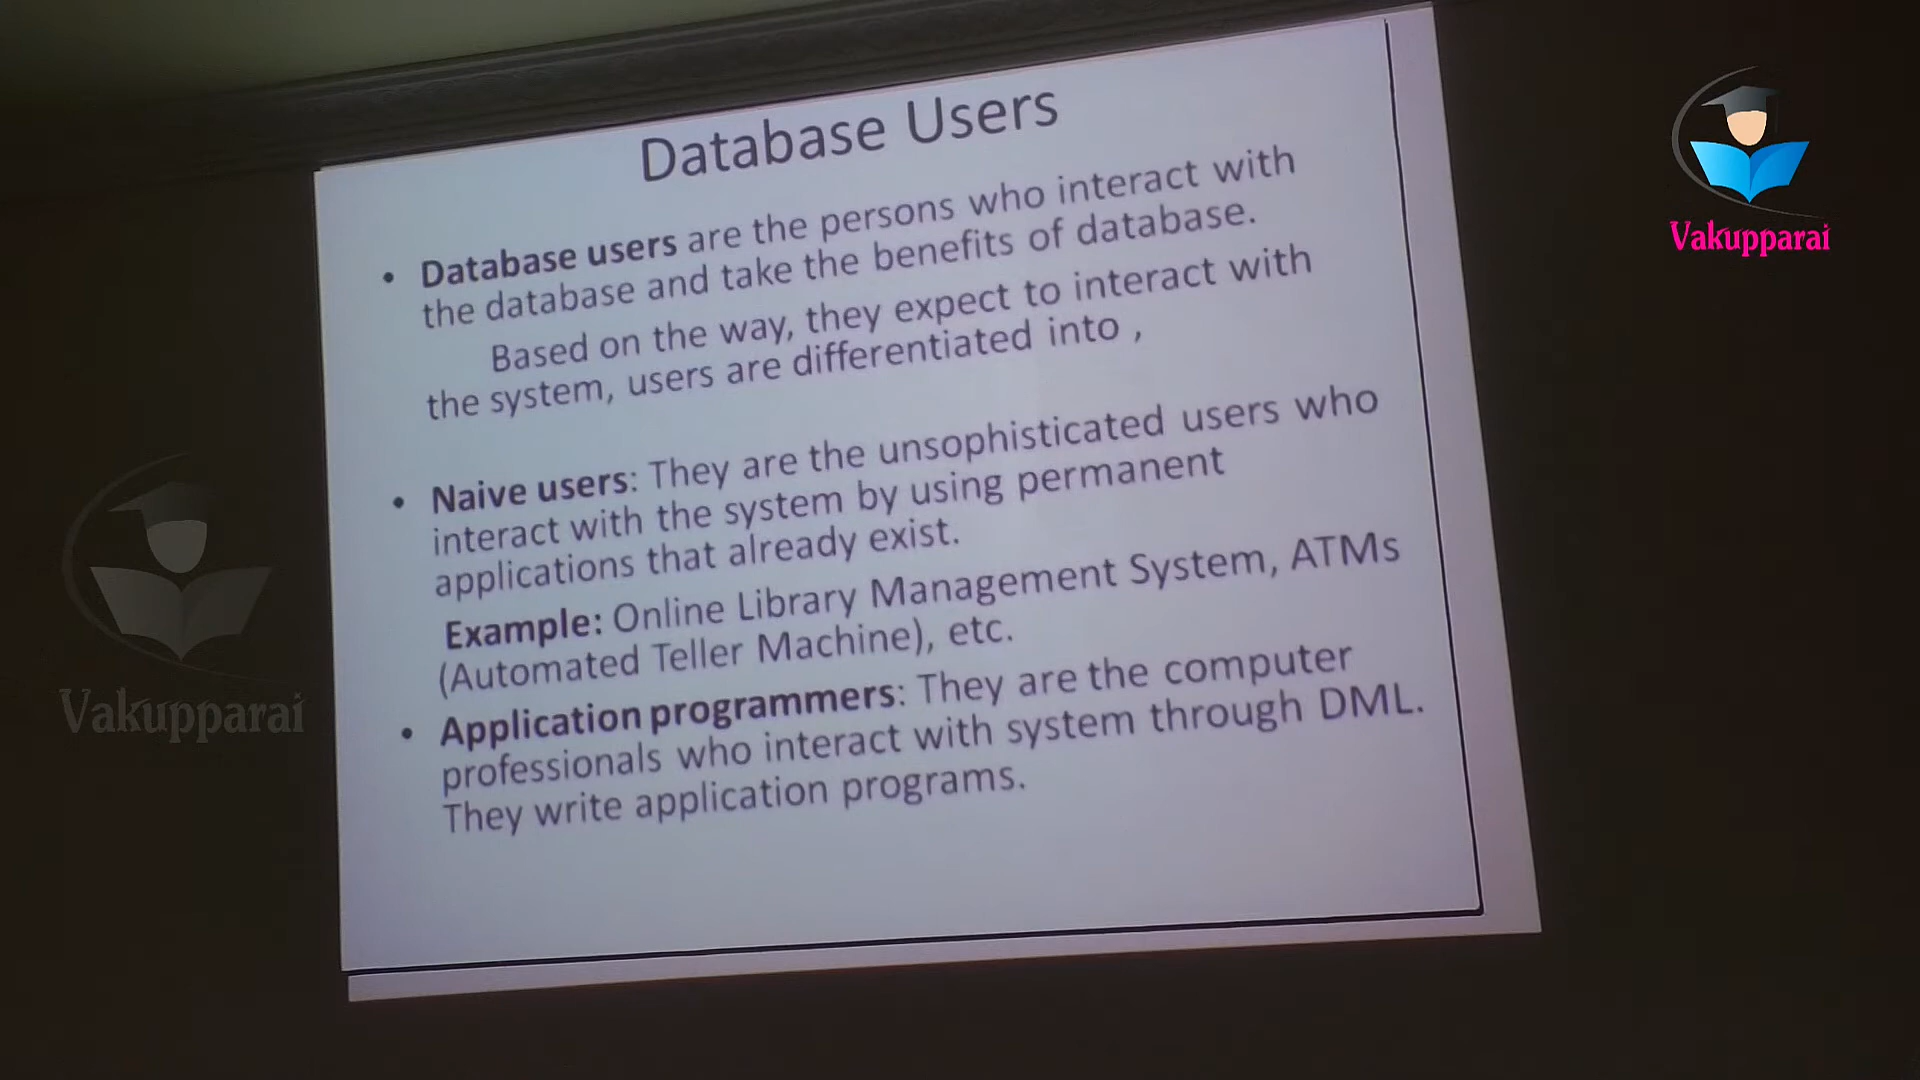 Database Users
• Database users are the persons who interact with
the database and take the benefits of database.
Based on the way, they expect to interact with
the system, users are differentiated into ,
• Naive users: They are the unsophisticated users who
interact with the system by using permanent
applications that already exist.
Example: Online Library Management System, ATMs
(Automated Teller Machine), etc.
• Application programmers: They are the computer
professionals who interact with system through DML.
They write application programs.
Vakupparai
Vakupparai